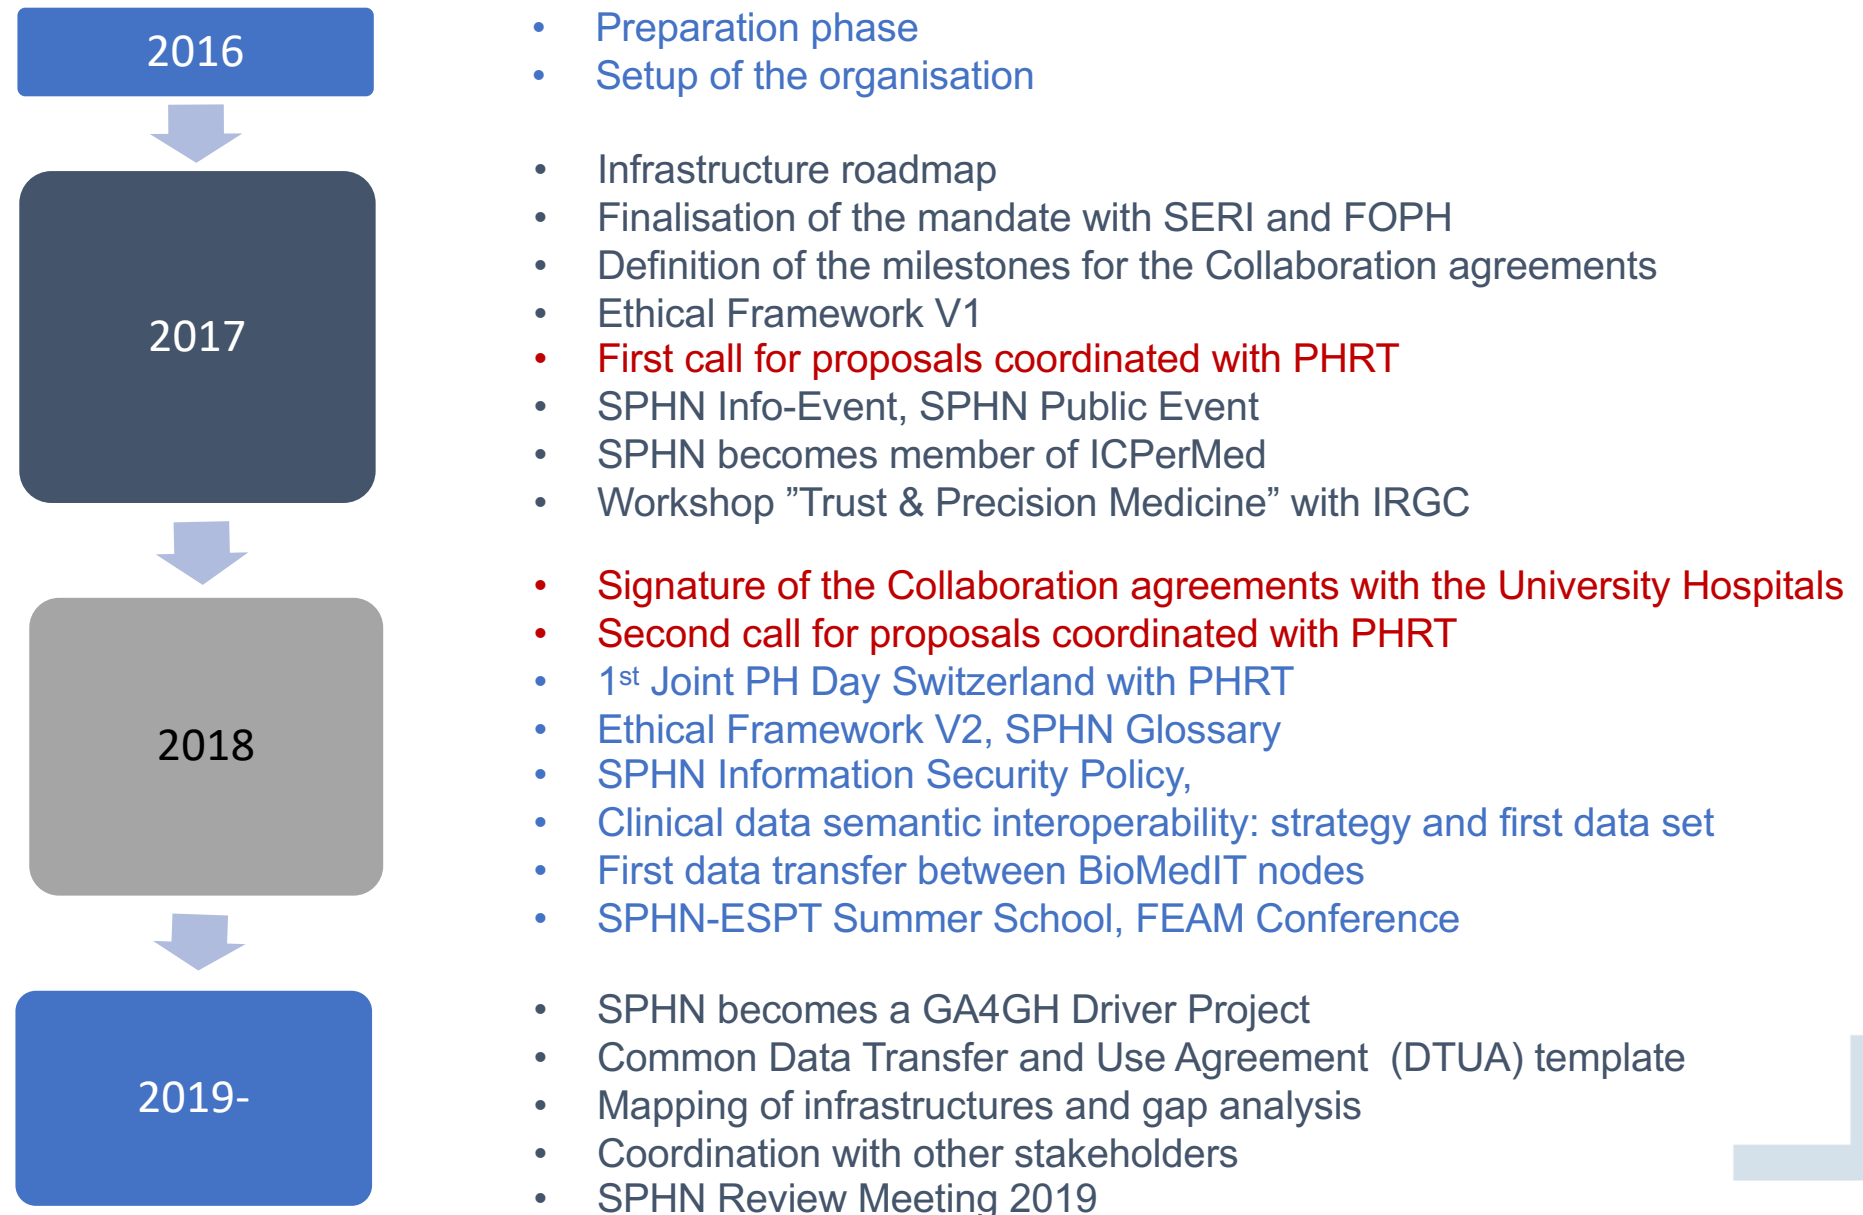 2016
• Preparation phase
• Setup of the organisation
2017
• Infrastructure roadmap
• Finalisation of the mandate with SERI and FOPH
• Definition of the milestones for the Collaboration agreements
• Ethical Framework V1
• First call for proposals coordinated with PHRT
• SPHN Info-Event, SPHN Public Event
• SPHN becomes member of ICPerMed
• Workshop ”Trust & Precision Medicine” with IRGC
2018
• Signature of the Collaboration agreements with the University Hospitals
• Second call for proposals coordinated with PHRT
• 1st Joint PH Day Switzerland with PHRT
• Ethical Framework V2, SPHN Glossary
• SPHN Information Security Policy,
• Clinical data semantic interoperability: strategy and first data set
• First data transfer between BioMedIT nodes
• SPHN-ESPT Summer School, FEAM Conference
2019-
• SPHN becomes a GA4GH Driver Project
• Common Data Transfer and Use Agreement (DTUA) template
• Mapping of infrastructures and gap analysis
• Coordination with other stakeholders
• SPHN Review Meeting 2019